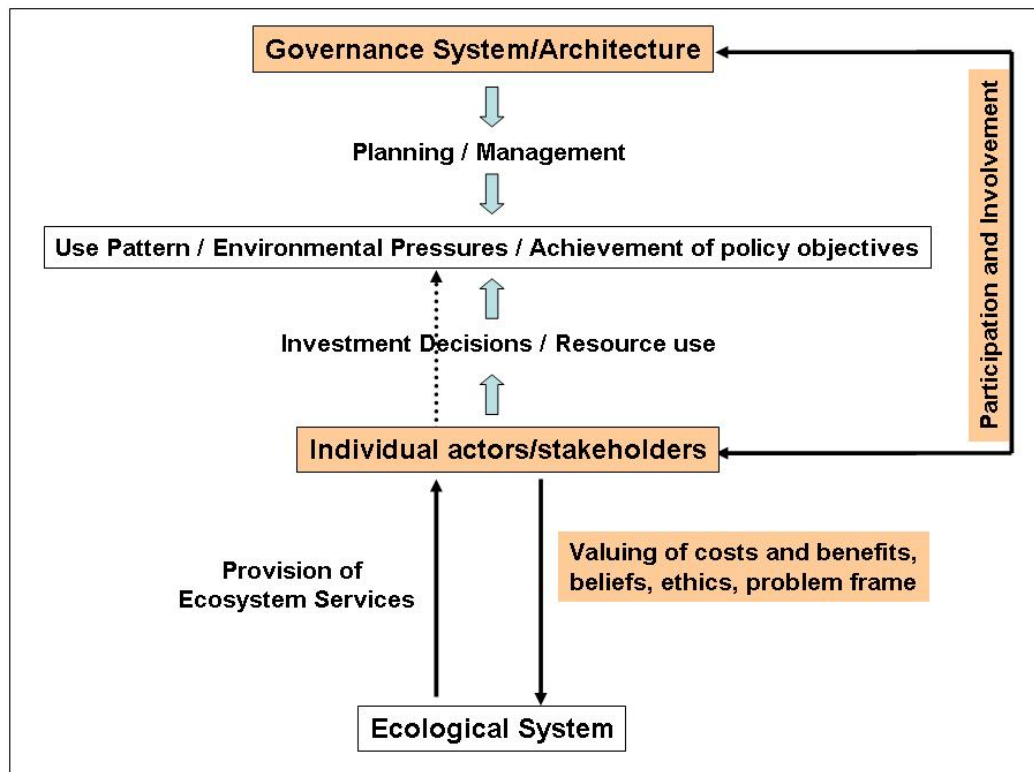 Governance System/Architecture
Participation and Involvement
Planning / Management
Use Pattern / Environmental Pressures / Achievement of policy objectives
Investment Decisions / Resource use
Individual actors/stakeholders
Provision of
Ecosystem Services
Valuing of costs and benefits,
beliefs, ethics, problem frame
Ecological System